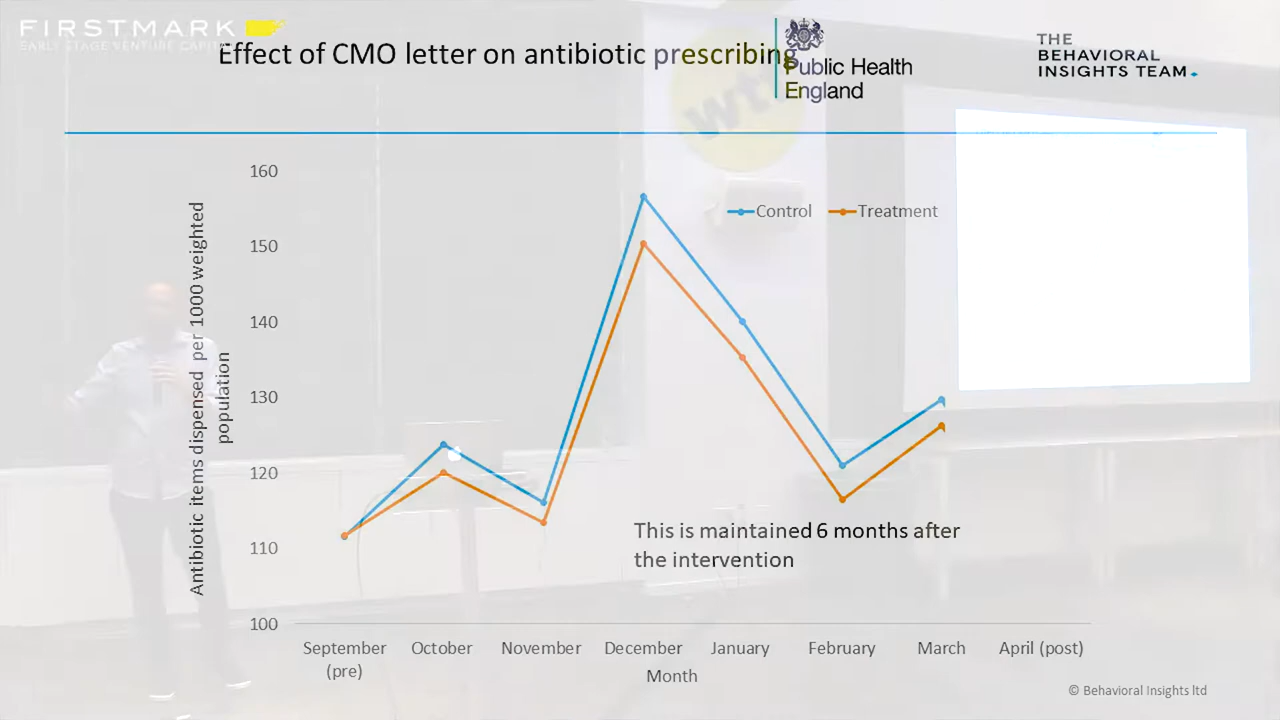 FIRSTMARK
EARLY STAGE VENTURE CAPITAL
Effect of CMO letter on antibiotic prescribing
Public Health
England
THE
BEHAVIORAL
INSIGHTS TEAM
160
150
140
130
120
110
100
Antibiotic items dispensed per 1000 weighted
population
Control
Treatment
This is maintained 6 months after
the intervention
September
(pre)
October
November
December
January
February
March
April (post)
Month
© Behavioral Insights ltd